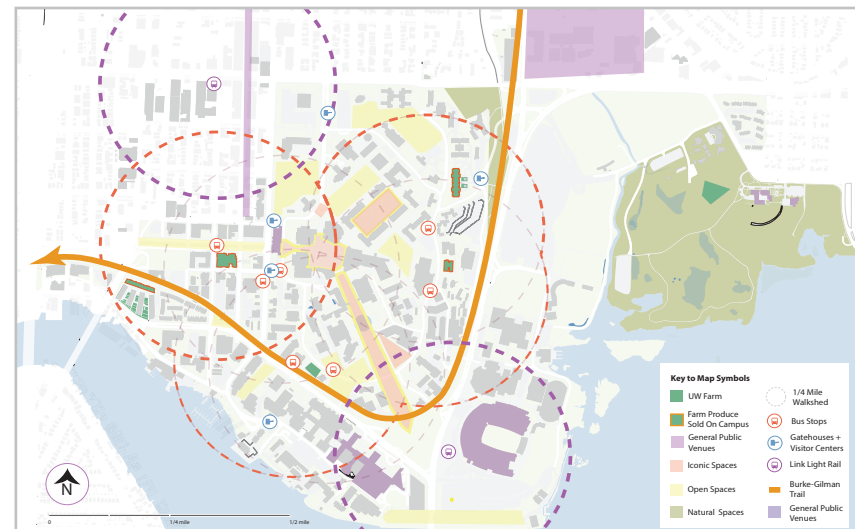 Key to Map Symbols
UW Farm
Farm Produce
Sold On Campus
General Public
Venues
Iconic Spaces
Open Spaces
Natural Spaces
1/4 Mile
Walkshed
Bus Stops
Gatehouses +
Visitor Centers
Link Light Rail
Burke-Gilman
Trail
General Public
Venues
N
0 1/4 mile 1/2 mile